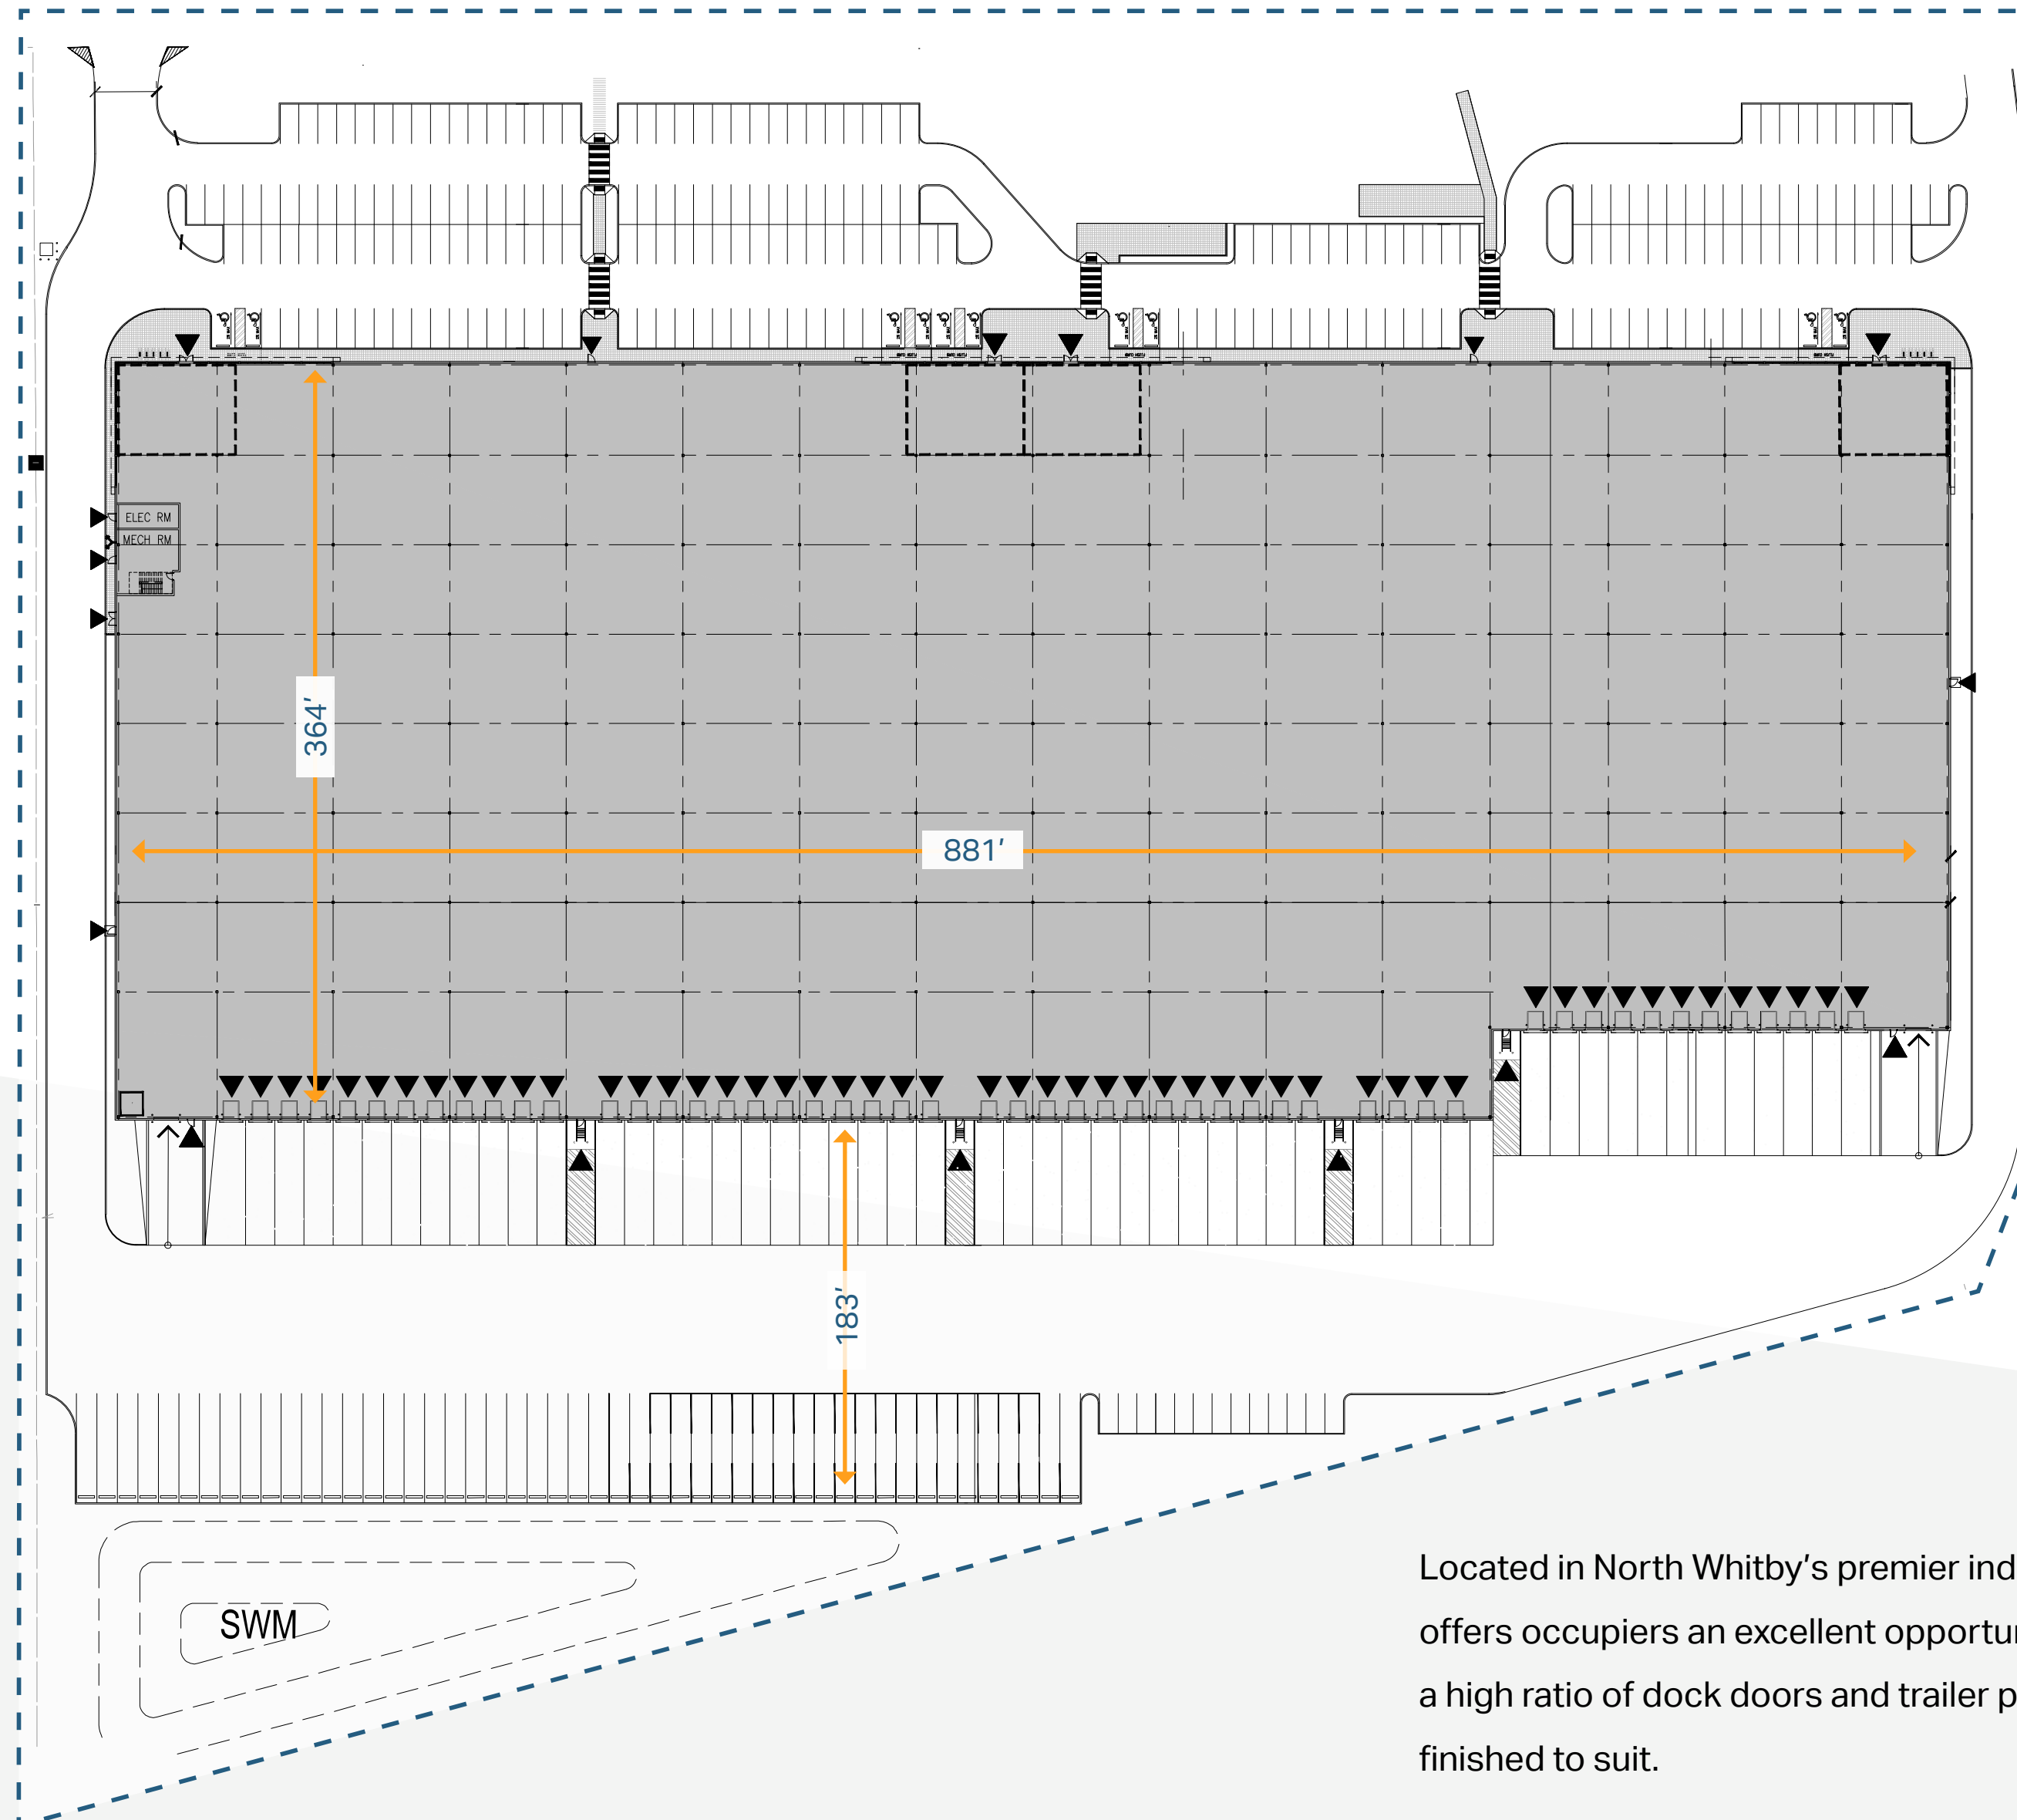 ELEC RM
MECH RM
364'
881'
183'
SWM
Located in North Whitby's premier ind
offers occupiers an excellent opportu
a high ratio of dock doors and trailer p
finished to suit.